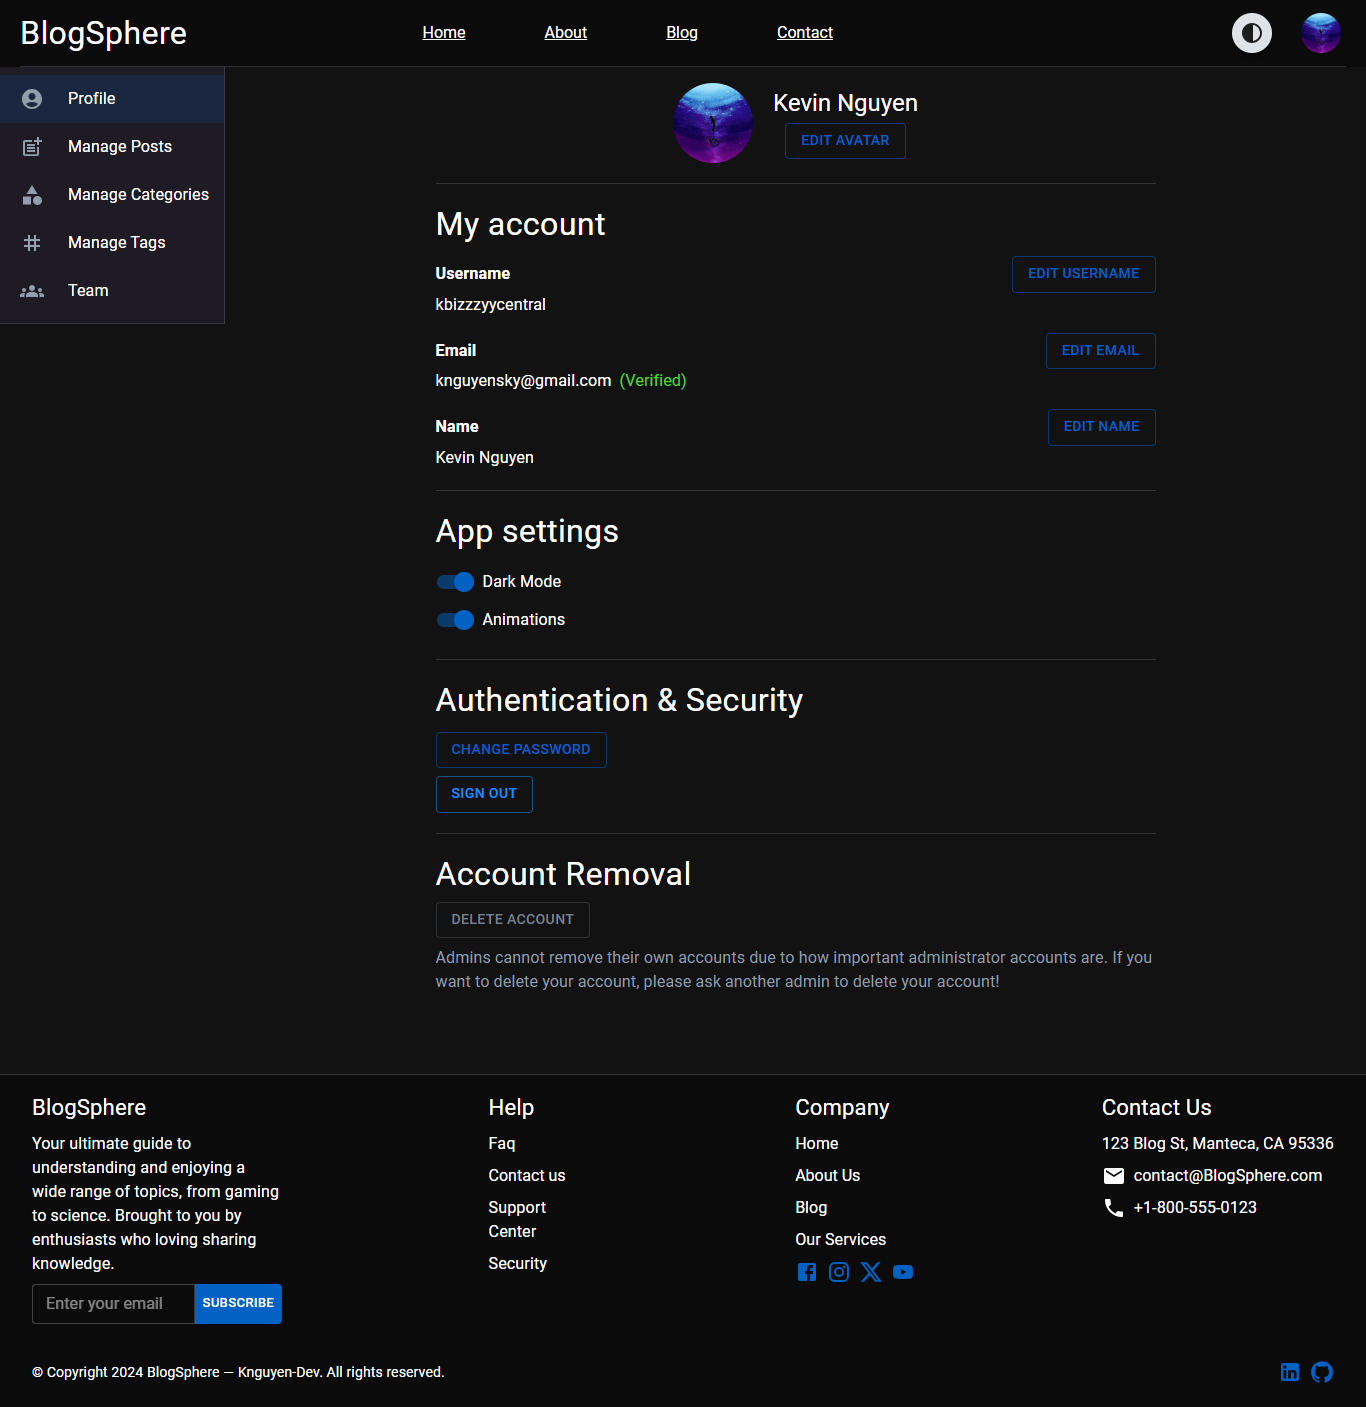 BlogSphere
Home
About
Blog
Contact
Profile
Manage Posts
Manage Categories
Manage Tags
Team
Kevin Nguyen
EDIT AVATAR
My account
Username
EDIT USERNAME
kbizzzyycentral
Email
EDIT EMAIL
knguyensky@gmail.com (Verified)
Name
EDIT NAME
Kevin Nguyen
App settings
Dark Mode
Animations
Authentication & Security
CHANGE PASSWORD
SIGN OUT
Account Removal
DELETE ACCOUNT
Admins cannot remove their own accounts due to how important administrator accounts are. If you
want to delete your account, please ask another admin to delete your account!
BlogSphere
Your ultimate guide to
understanding and enjoying a
wide range of topics, from gaming
to science. Brought to you by
enthusiasts who loving sharing
knowledge.
Enter your email
SUBSCRIBE
Help
Faq
Contact us
Support
Center
Security
Company
Home
About Us
Blog
Our Services
Contact Us
123 Blog St, Manteca, CA 95336
contact@BlogSphere.com
+1-800-555-0123
© Copyright 2024 BlogSphere — Knguyen-Dev. All rights reserved.